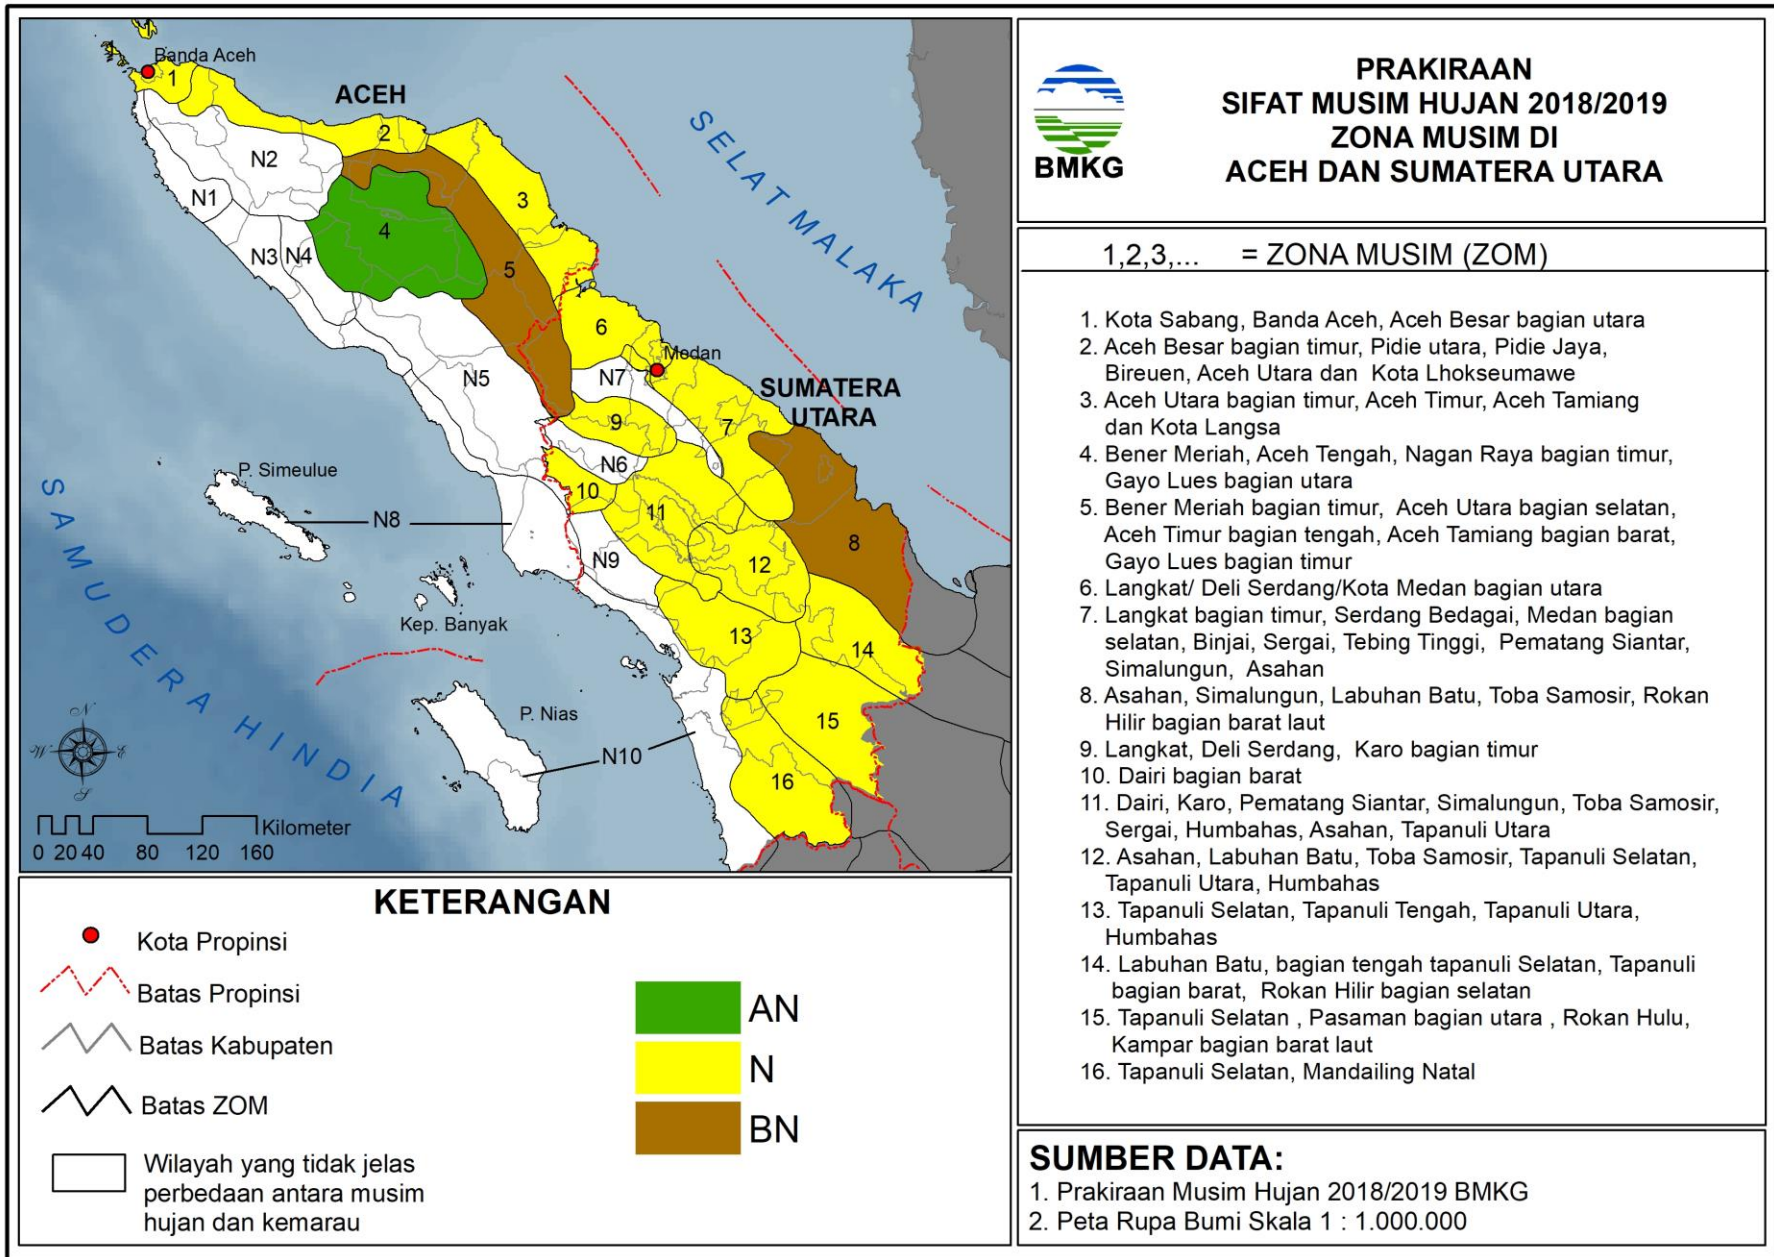 Banda Aceh
1
ACEH
2
N2
N1
3
4
N3
N4
5
SELAT MALAKA
6
Medan
N7
N5
SUMATERA
UTARA
9
7
N6
P. Simeulue
10
11
N8
8
N9
12
SAMUDERA HINDIA
Kep. Banyak
13
14
P. Nias
15
N10
16
N
W
E
S
Kilometer
0 20 40 80 120 160
BMKG
PRAKIRAAN
SIFAT MUSIM HUJAN 2018/2019
ZONA MUSIM DI
ACEH DAN SUMATERA UTARA
1,2,3,... = ZONA MUSIM (ZOM)
1. Kota Sabang, Banda Aceh, Aceh Besar bagian utara
2. Aceh Besar bagian timur, Pidie utara, Pidie Jaya,
Bireuen, Aceh Utara dan Kota Lhokseumawe
3. Aceh Utara bagian timur, Aceh Timur, Aceh Tamiang
dan Kota Langsa
4. Bener Meriah, Aceh Tengah, Nagan Raya bagian timur,
Gayo Lues bagian utara
5. Bener Meriah bagian timur, Aceh Utara bagian selatan,
Aceh Timur bagian tengah, Aceh Tamiang bagian barat,
Gayo Lues bagian timur
6. Langkat/ Deli Serdang/Kota Medan bagian utara
7. Langkat bagian timur, Serdang Bedagai, Medan bagian
selatan, Binjai, Sergai, Tebing Tinggi, Pematang Siantar,
Simalungun, Asahan
8. Asahan, Simalungun, Labuhan Batu, Toba Samosir, Rokan
Hilir bagian barat laut
9. Langkat, Deli Serdang, Karo bagian timur
10. Dairi bagian barat
11. Dairi, Karo, Pematang Siantar, Simalungun, Toba Samosir,
Sergai, Humbahas, Asahan, Tapanuli Utara
12. Asahan, Labuhan Batu, Toba Samosir, Tapanuli Selatan,
Tapanuli Utara, Humbahas
13. Tapanuli Selatan, Tapanuli Tengah, Tapanuli Utara,
Humbahas
14. Labuhan Batu, bagian tengah tapanuli Selatan, Tapanuli
bagian barat, Rokan Hilir bagian selatan
15. Tapanuli Selatan , Pasaman bagian utara , Rokan Hulu,
Kampar bagian barat laut
16. Tapanuli Selatan, Mandailing Natal
KETERANGAN
Kota Propinsi
Batas Propinsi
Batas Kabupaten
Batas ZOM
Wilayah yang tidak jelas
perbedaan antara musim
hujan dan kemarau
AN
N
BN
SUMBER DATA:
1. Prakiraan Musim Hujan 2018/2019 BMKG
2. Peta Rupa Bumi Skala 1 : 1.000.000